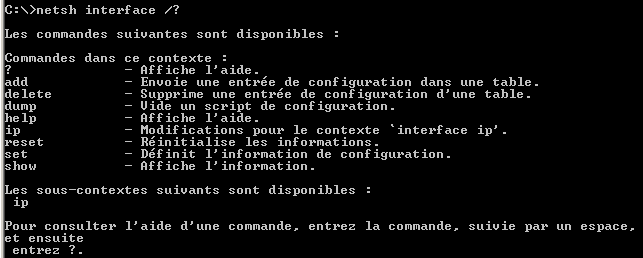 C:\>netsh interface /?
Les commandes suivantes sont disponibles :
Commandes dans ce contexte :
? - Affiche l'aide.
add - Envoie une entrée de configuration dans une table.
delete - Supprime une entrée de configuration d'une table.
dump - Vide un script de configuration.
help - Affiche l'aide.
ip - Modifications pour le contexte `interface ip'.
reset - Réinitialise les informations.
set - Définit l'information de configuration.
show - Affiche l'information.
Les sous-contextes suivants sont disponibles :
ip
Pour consulter l'aide d'une commande, entrez la commande, suivie par un espace,
et ensuite
entrez ?.